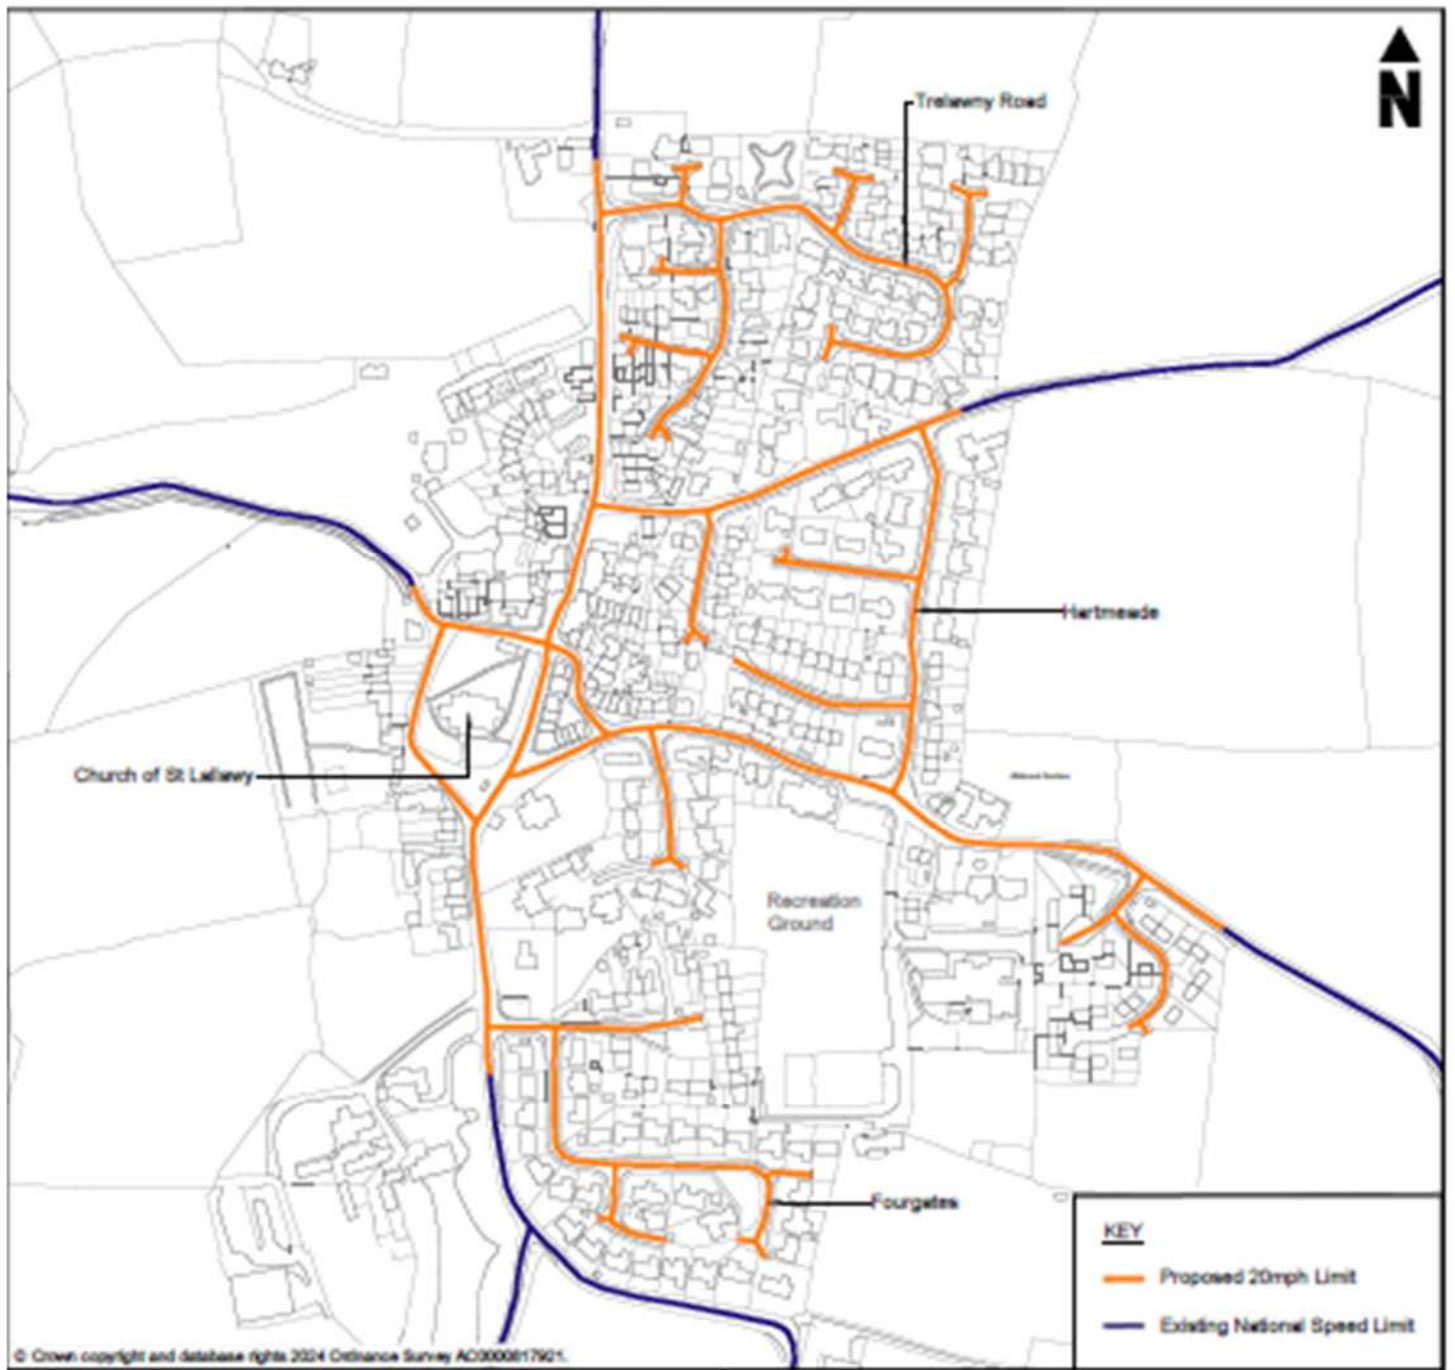 N
Trelawny Road
Hartmeade
Church of St Lallawy
Recreation
Ground
Fourgates
KEY
Proposed 20mph Limit
Existing National Speed Limit
© Crown copyright and database rights 2024 Ordnance Survey AC0000817921.